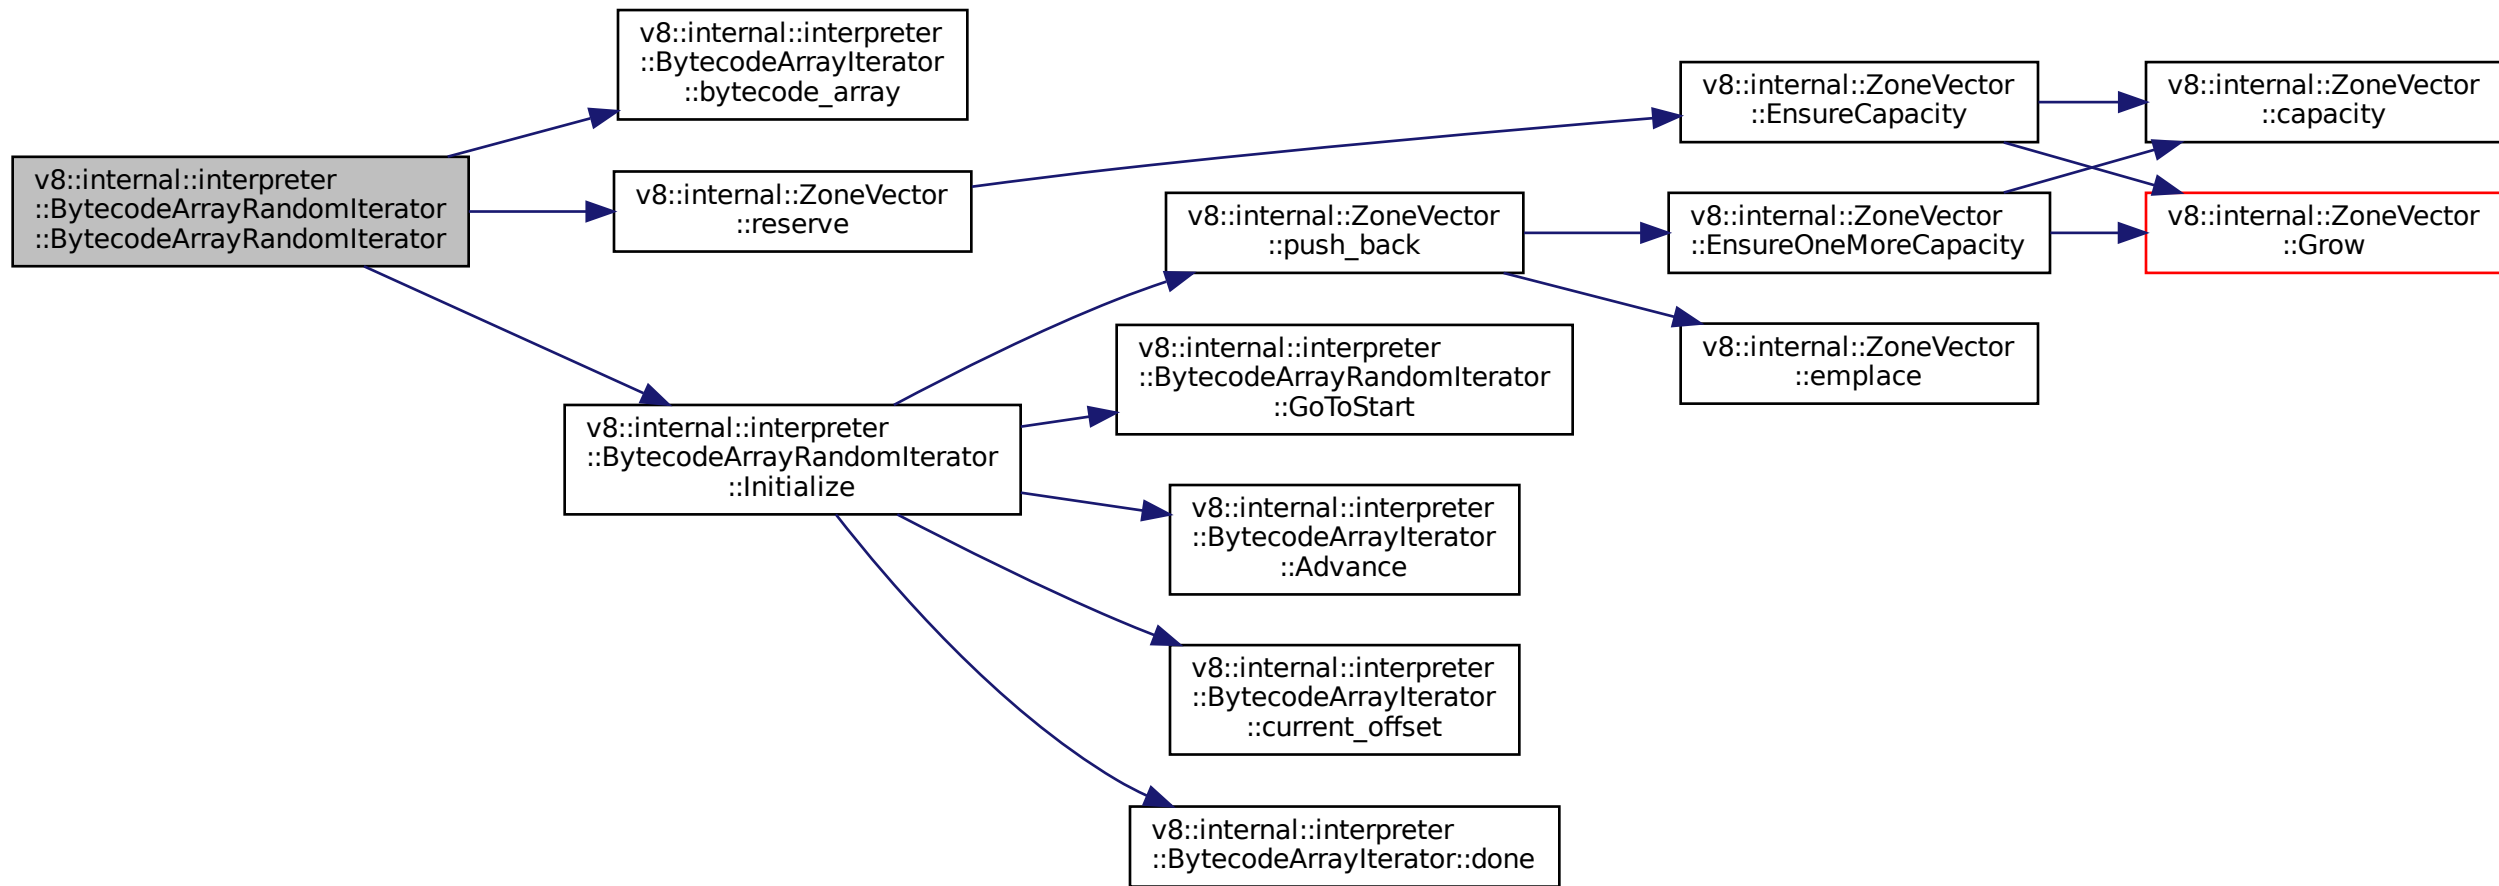 v8::internal::interpreter
::BytecodeArrayRandomIterator
::BytecodeArrayRandomIterator
v8::internal::interpreter
::BytecodeArrayIterator
::bytecode_array
v8::internal::ZoneVector
::reserve
v8::internal::interpreter
::BytecodeArrayRandomIterator
::Initialize
v8::internal::ZoneVector
::push_back
v8::internal::interpreter
::BytecodeArrayRandomIterator
::GoToStart
v8::internal::interpreter
::BytecodeArrayIterator
::Advance
v8::internal::interpreter
::BytecodeArrayIterator
::current_offset
v8::internal::interpreter
::BytecodeArrayIterator::done
v8::internal::ZoneVector
::EnsureCapacity
v8::internal::ZoneVector
::EnsureOneMoreCapacity
v8::internal::ZoneVector
::emplace
v8::internal::ZoneVector
::capacity
v8::internal::ZoneVector
::Grow